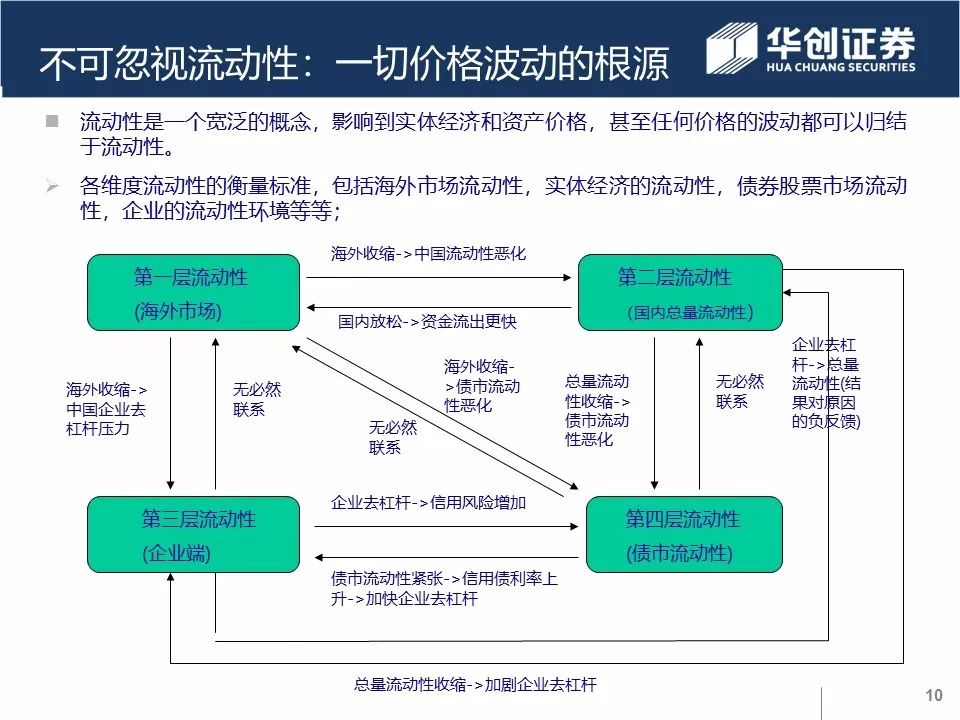 不可忽视流动性：一切价格波动的根源
华创证券
HUA CHUANG SECURITIES
流动性是一个宽泛的概念，影响到实体经济和资产价格，甚至任何价格的波动都可以归结
于流动性。
各维度流动性的衡量标准，包括海外市场流动性，实体经济的流动性，债券股票市场流动
性，企业的流动性环境等等；
海外收缩->中国流动性恶化
第一层流动性
(海外市场)
第二层流动性
（国内总量流动性）
国内放松->资金流出更快
海外收缩->
中国企业去
杠杆压力
无必然
联系
海外收缩-
>债市流动
性恶化
无必然
联系
总量流动
性收缩->
债市流动
性恶化
无必然
联系
企业去杠
杆->总量
流动性(结
果对原因
的负反馈)
企业去杠杆->信用风险增加
第三层流动性
(企业端)
第四层流动性
(债市流动性)
债市流动性紧张->信用债利率上
升->加快企业去杠杆
总量流动性收缩->加剧企业去杠杆
10